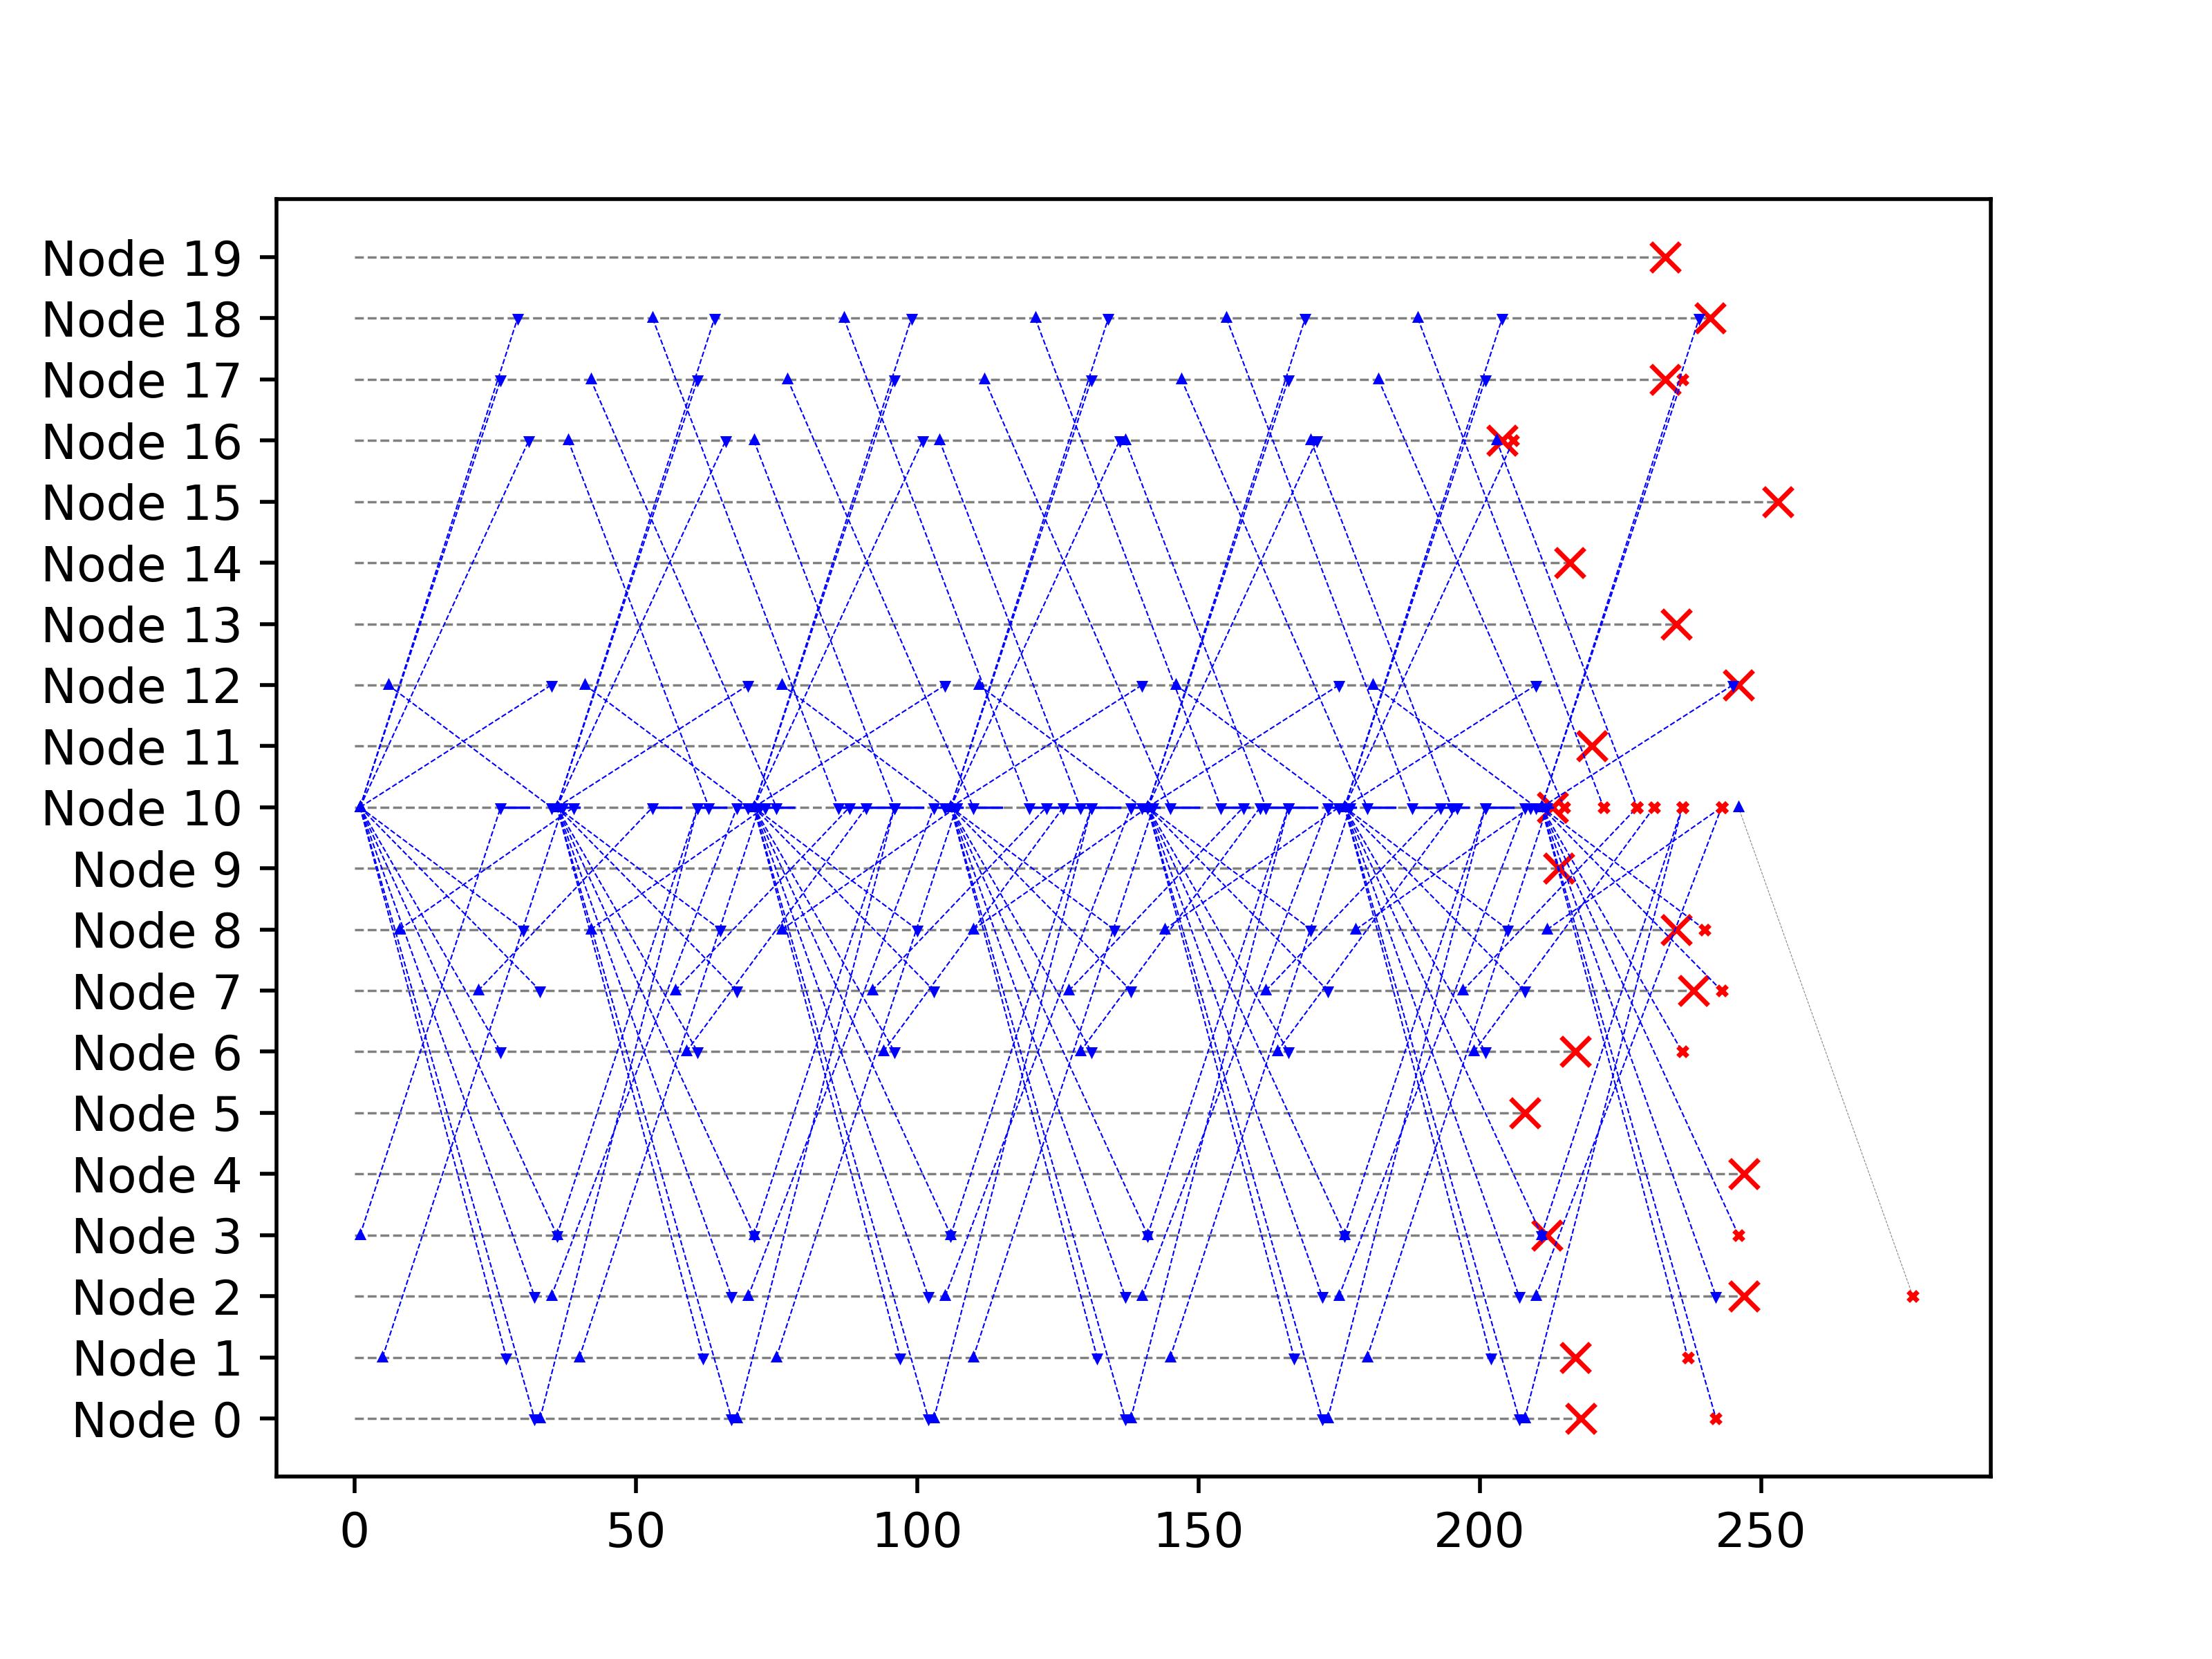 Node 19
Node 18
Node 17
Node 16
Node 15
Node 14
Node 13
Node 12
Node 11
Node 10
Node 9
Node 8
Node 7
Node 6
Node 5
Node 4
Node 3
Node 2
Node 1
Node 0
0 50 100 150 200 250